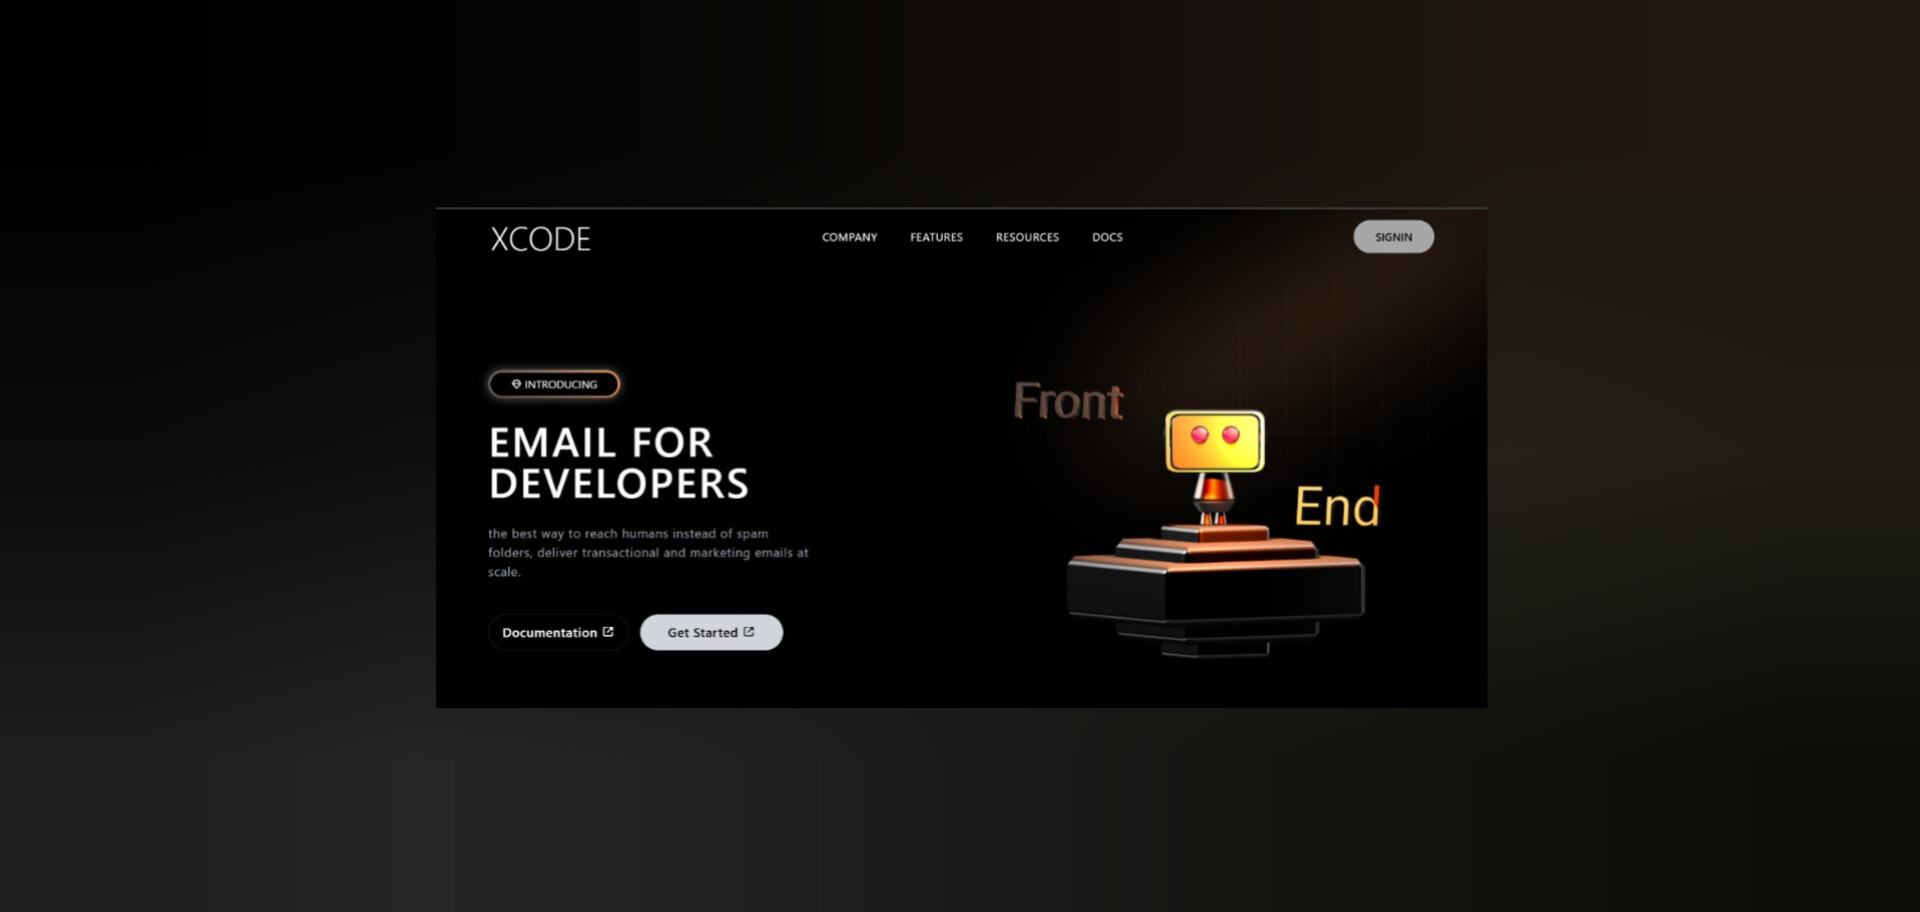 XCODE
COMPANY
FEATURES
RESOURCES
DOCS
SIGNIN
INTRODUCING
EMAIL FOR
DEVELOPERS
the best way to reach humans instead of spam
folders, deliver transactional and marketing emails at
scale.
Documentation
Get Started
Front
End